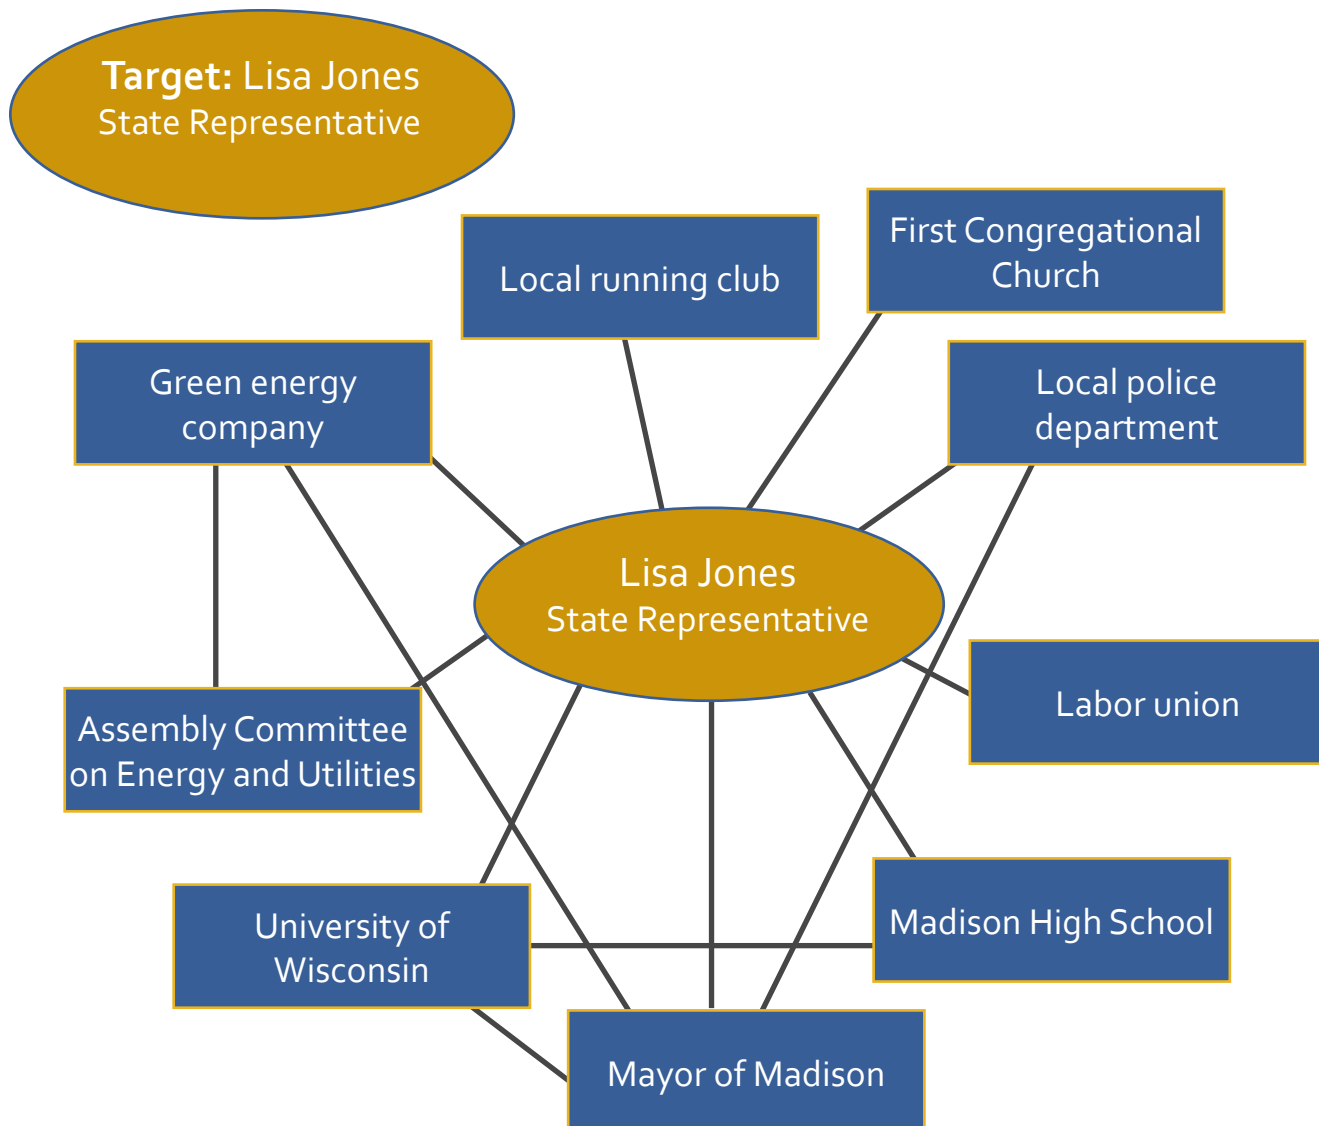 Target: Lisa Jones
State Representative
Local running club
First Congregational
Church
Green energy
company
Local police
department
Lisa Jones
State Representative
Labor union
Assembly Committee
on Energy and Utilities
University of
Wisconsin
Madison High School
Mayor of Madison